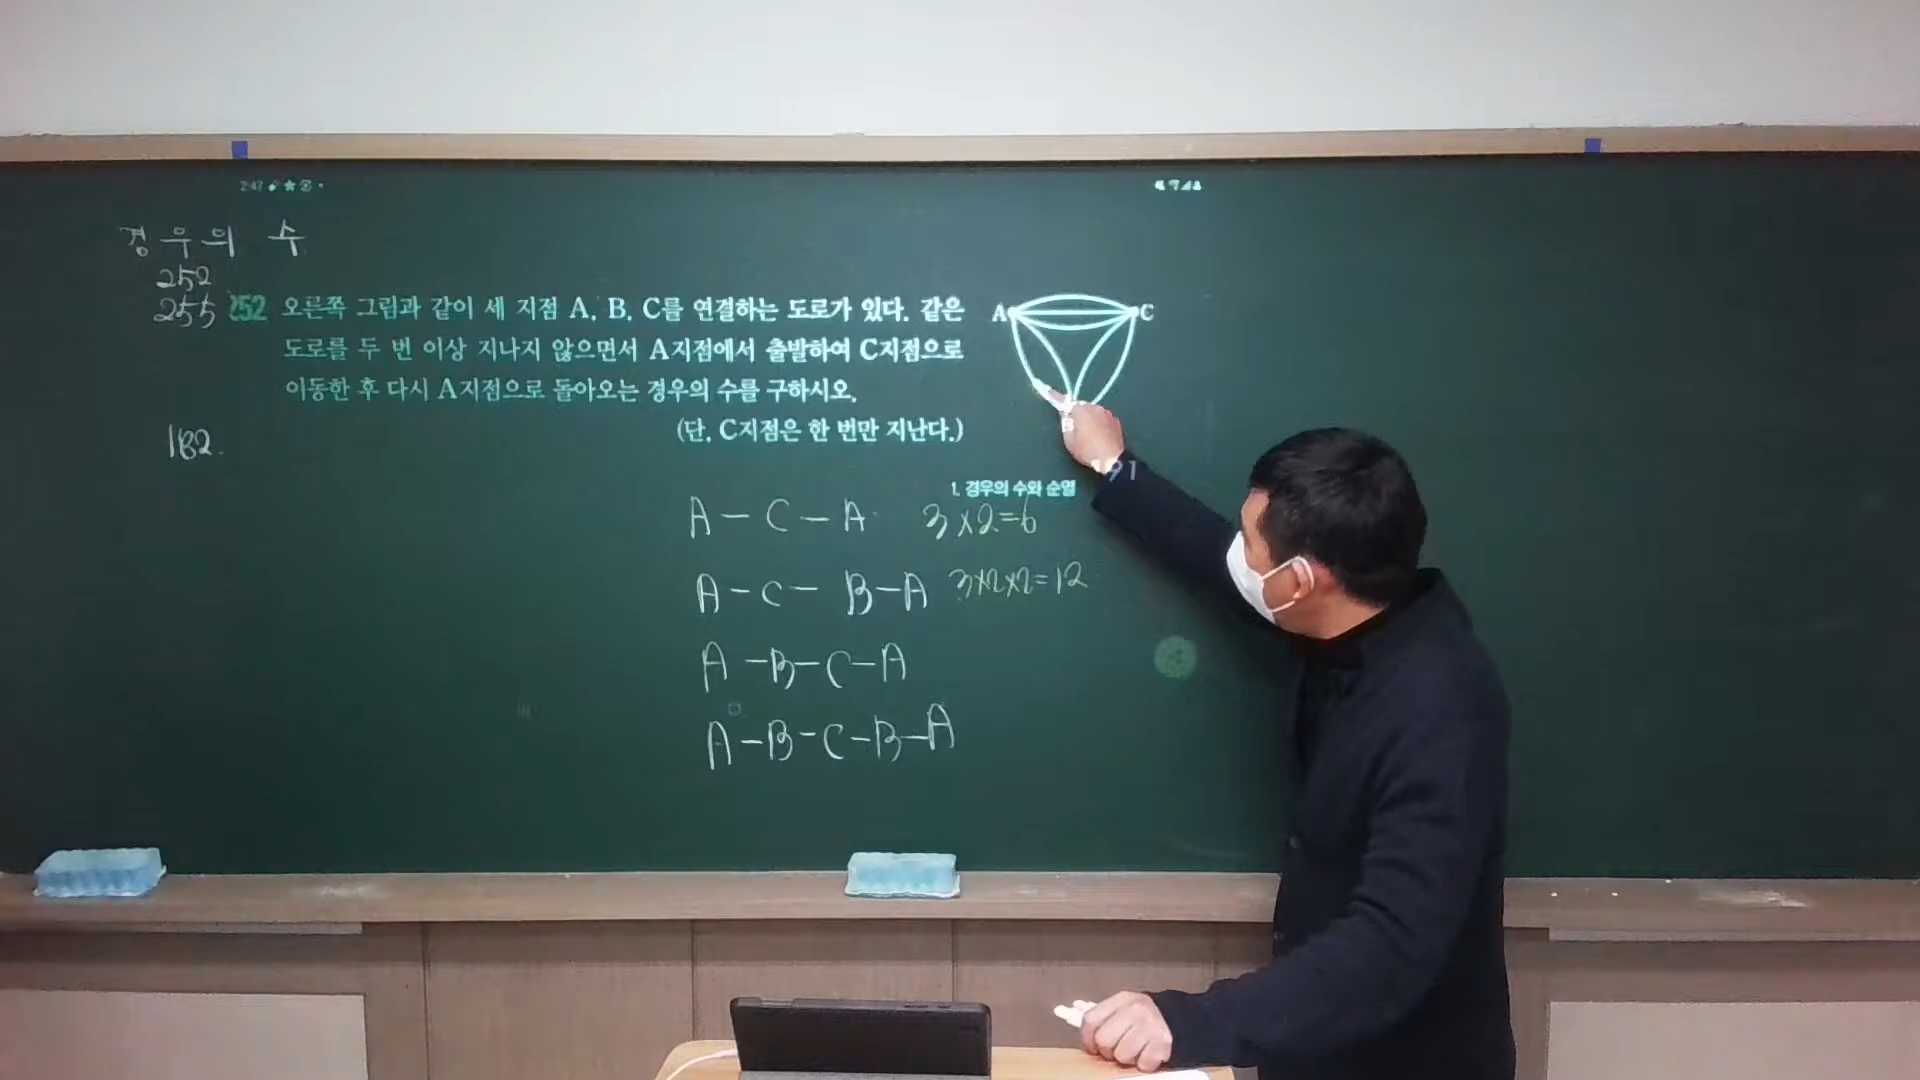 2:47
경우의 수
252
255
252 오른쪽 그림과 같이 세 지점 A, B, C를 연결하는 도로가 있다. 같은
도로를 두 번 이상 지나지 않으면서 A지점에서 출발하여 C지점으로
이동한 후 다시 A지점으로 돌아오는 경우의 수를 구하시오.
(단, C지점은 한 번만 지난다.)
A C
B
182.
191
1. 경우의 수와 순열
A - C - A 3×2=6
A - C - B - A 3×2×2=12
A - B - C - A
A - B - C - B - A